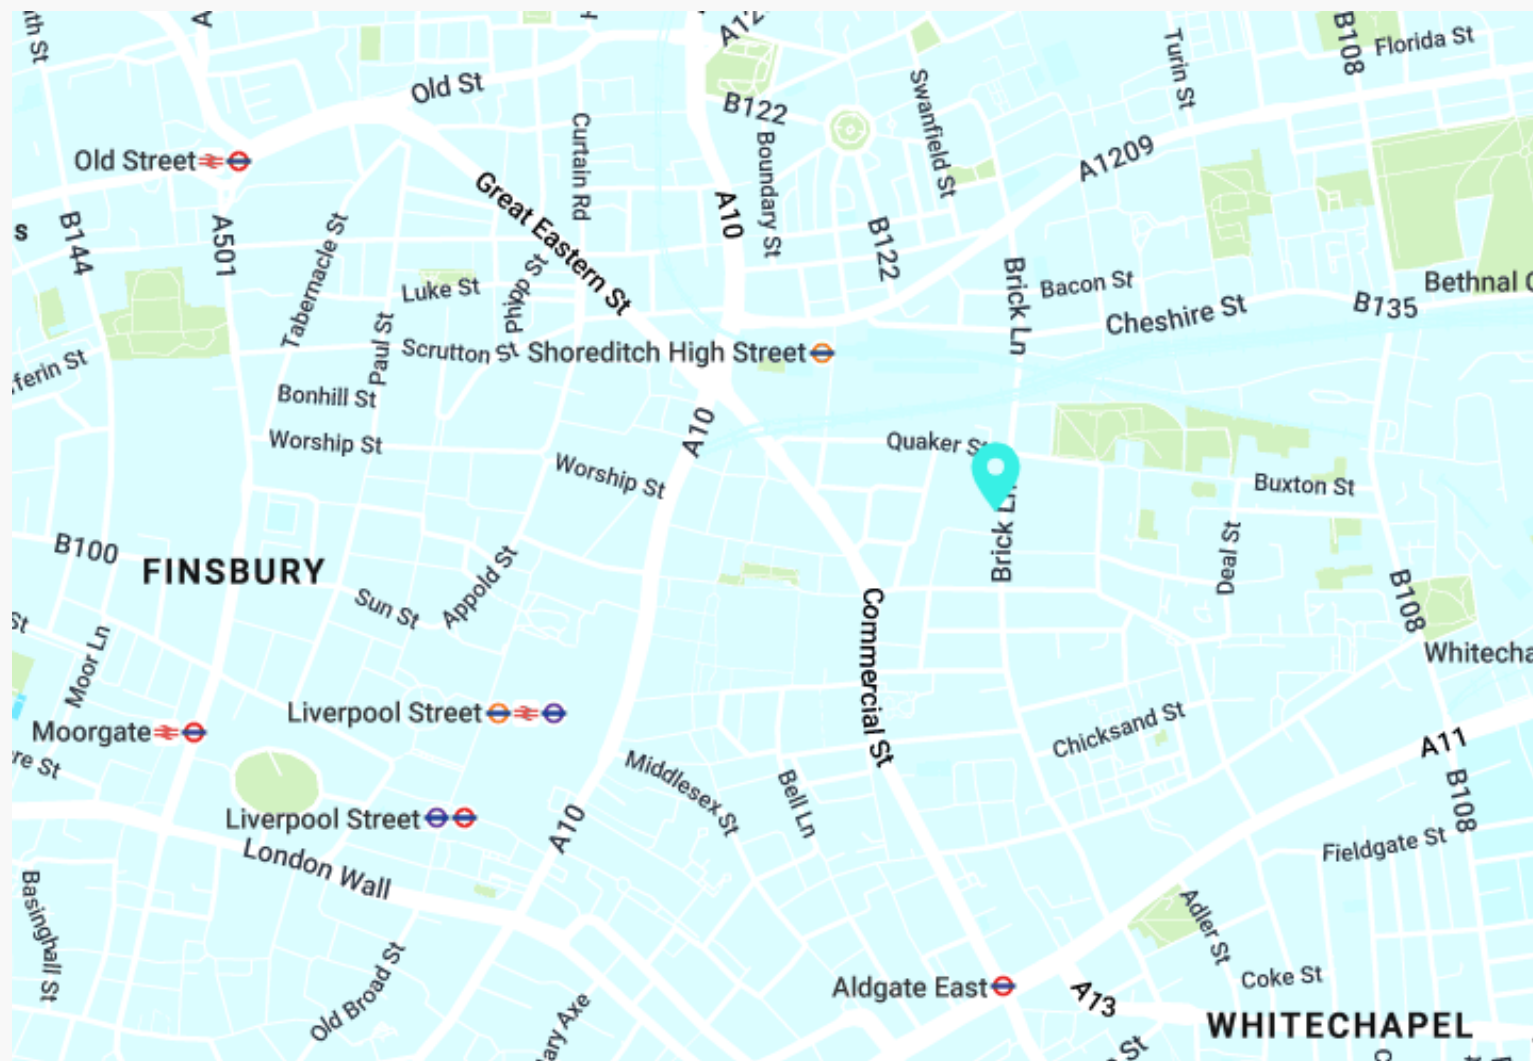 A12
B108
Florida St
Turin St
Old St
Swanfield St
B122
Curtain Rd
Boundary St
A1209
Old Street
Great Eastern St
A10
B144
A501
Tabernacle St
B122
Brick Ln
Bacon St
Luke St
Phipp St
Cheshire St
B135
Bethnal
Paul St
Scrutton St
Shoreditch High Street
Bonhill St
A10
Worship St
Quaker St
Worship St
Buxton St
Brick Ln
Deal St
B100
FINSBURY
Appold St
Sun St
Commercial St
B108
Moor Ln
Liverpool Street
Moorgate
Chicksand St
A11
Middlesex St
Bell Ln
B108
Liverpool Street
A10
London Wall
Fieldgate St
Basinghall St
Adler St
Old Broad St
Aldgate East
A13
Coke St
WHITECHAPEL
St